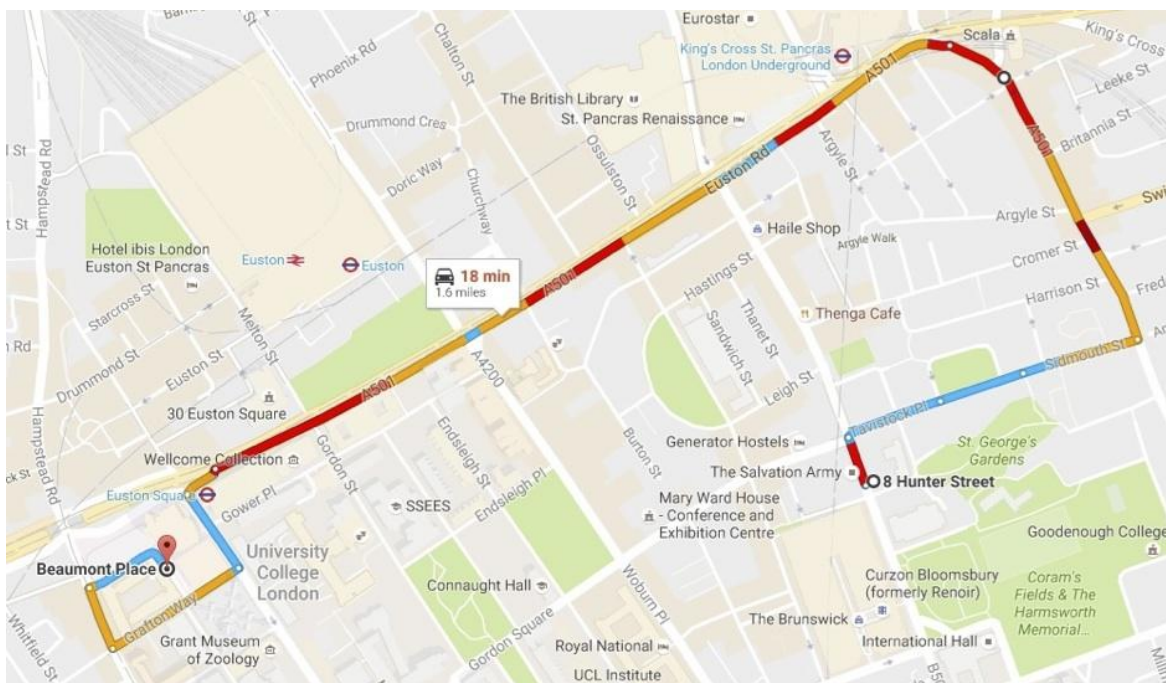 Eurostar
Scala
King's Cross
King's Cross St. Pancras
London Underground
A501
Leeke St
Phoenix Rd
Chalton St
The British Library
St. Pancras Renaissance
Drummond Cres
Ossulston St
Argyle St
A501
Britannia St
Hampstead Rd
Doric Way
Churchway
Euston Rd
Haile Shop
Argyle St
Argyle Walk
Swi
Cromer St
Hotel ibis London
Euston St Pancras
Euston
Euston
18 min
1.6 miles
A501
Hastings St
Harrison St
Fred
Starcross St
Melton St
Thanet St
Thenga Cafe
Sandwich St
Drummond St
Euston St
A4200
Sidmouth St
A501
Leigh St
30 Euston Square
Tavistock Pl
Hampstead Rd
Wellcome Collection
Gordon St
Endsleigh St
Burton St
Generator Hostels
St. George's
Gardens
The Salvation Army
8 Hunter Street
Euston Square
Gower Pl
SSEES
Endsleigh Pl
Mary Ward House
- Conference and
Exhibition Centre
Goodenough College
Beaumont Place
University
College
London
Connaught Hall
Woburn Pl
Curzon Bloomsbury
(formerly Renoir)
Coram's
Fields & The
Harmsworth
Memorial...
Grafton Way
Whitfield St
Grant Museum
of Zoology
Gordon Square
The Brunswick
Royal National
International Hall
UCL Institute